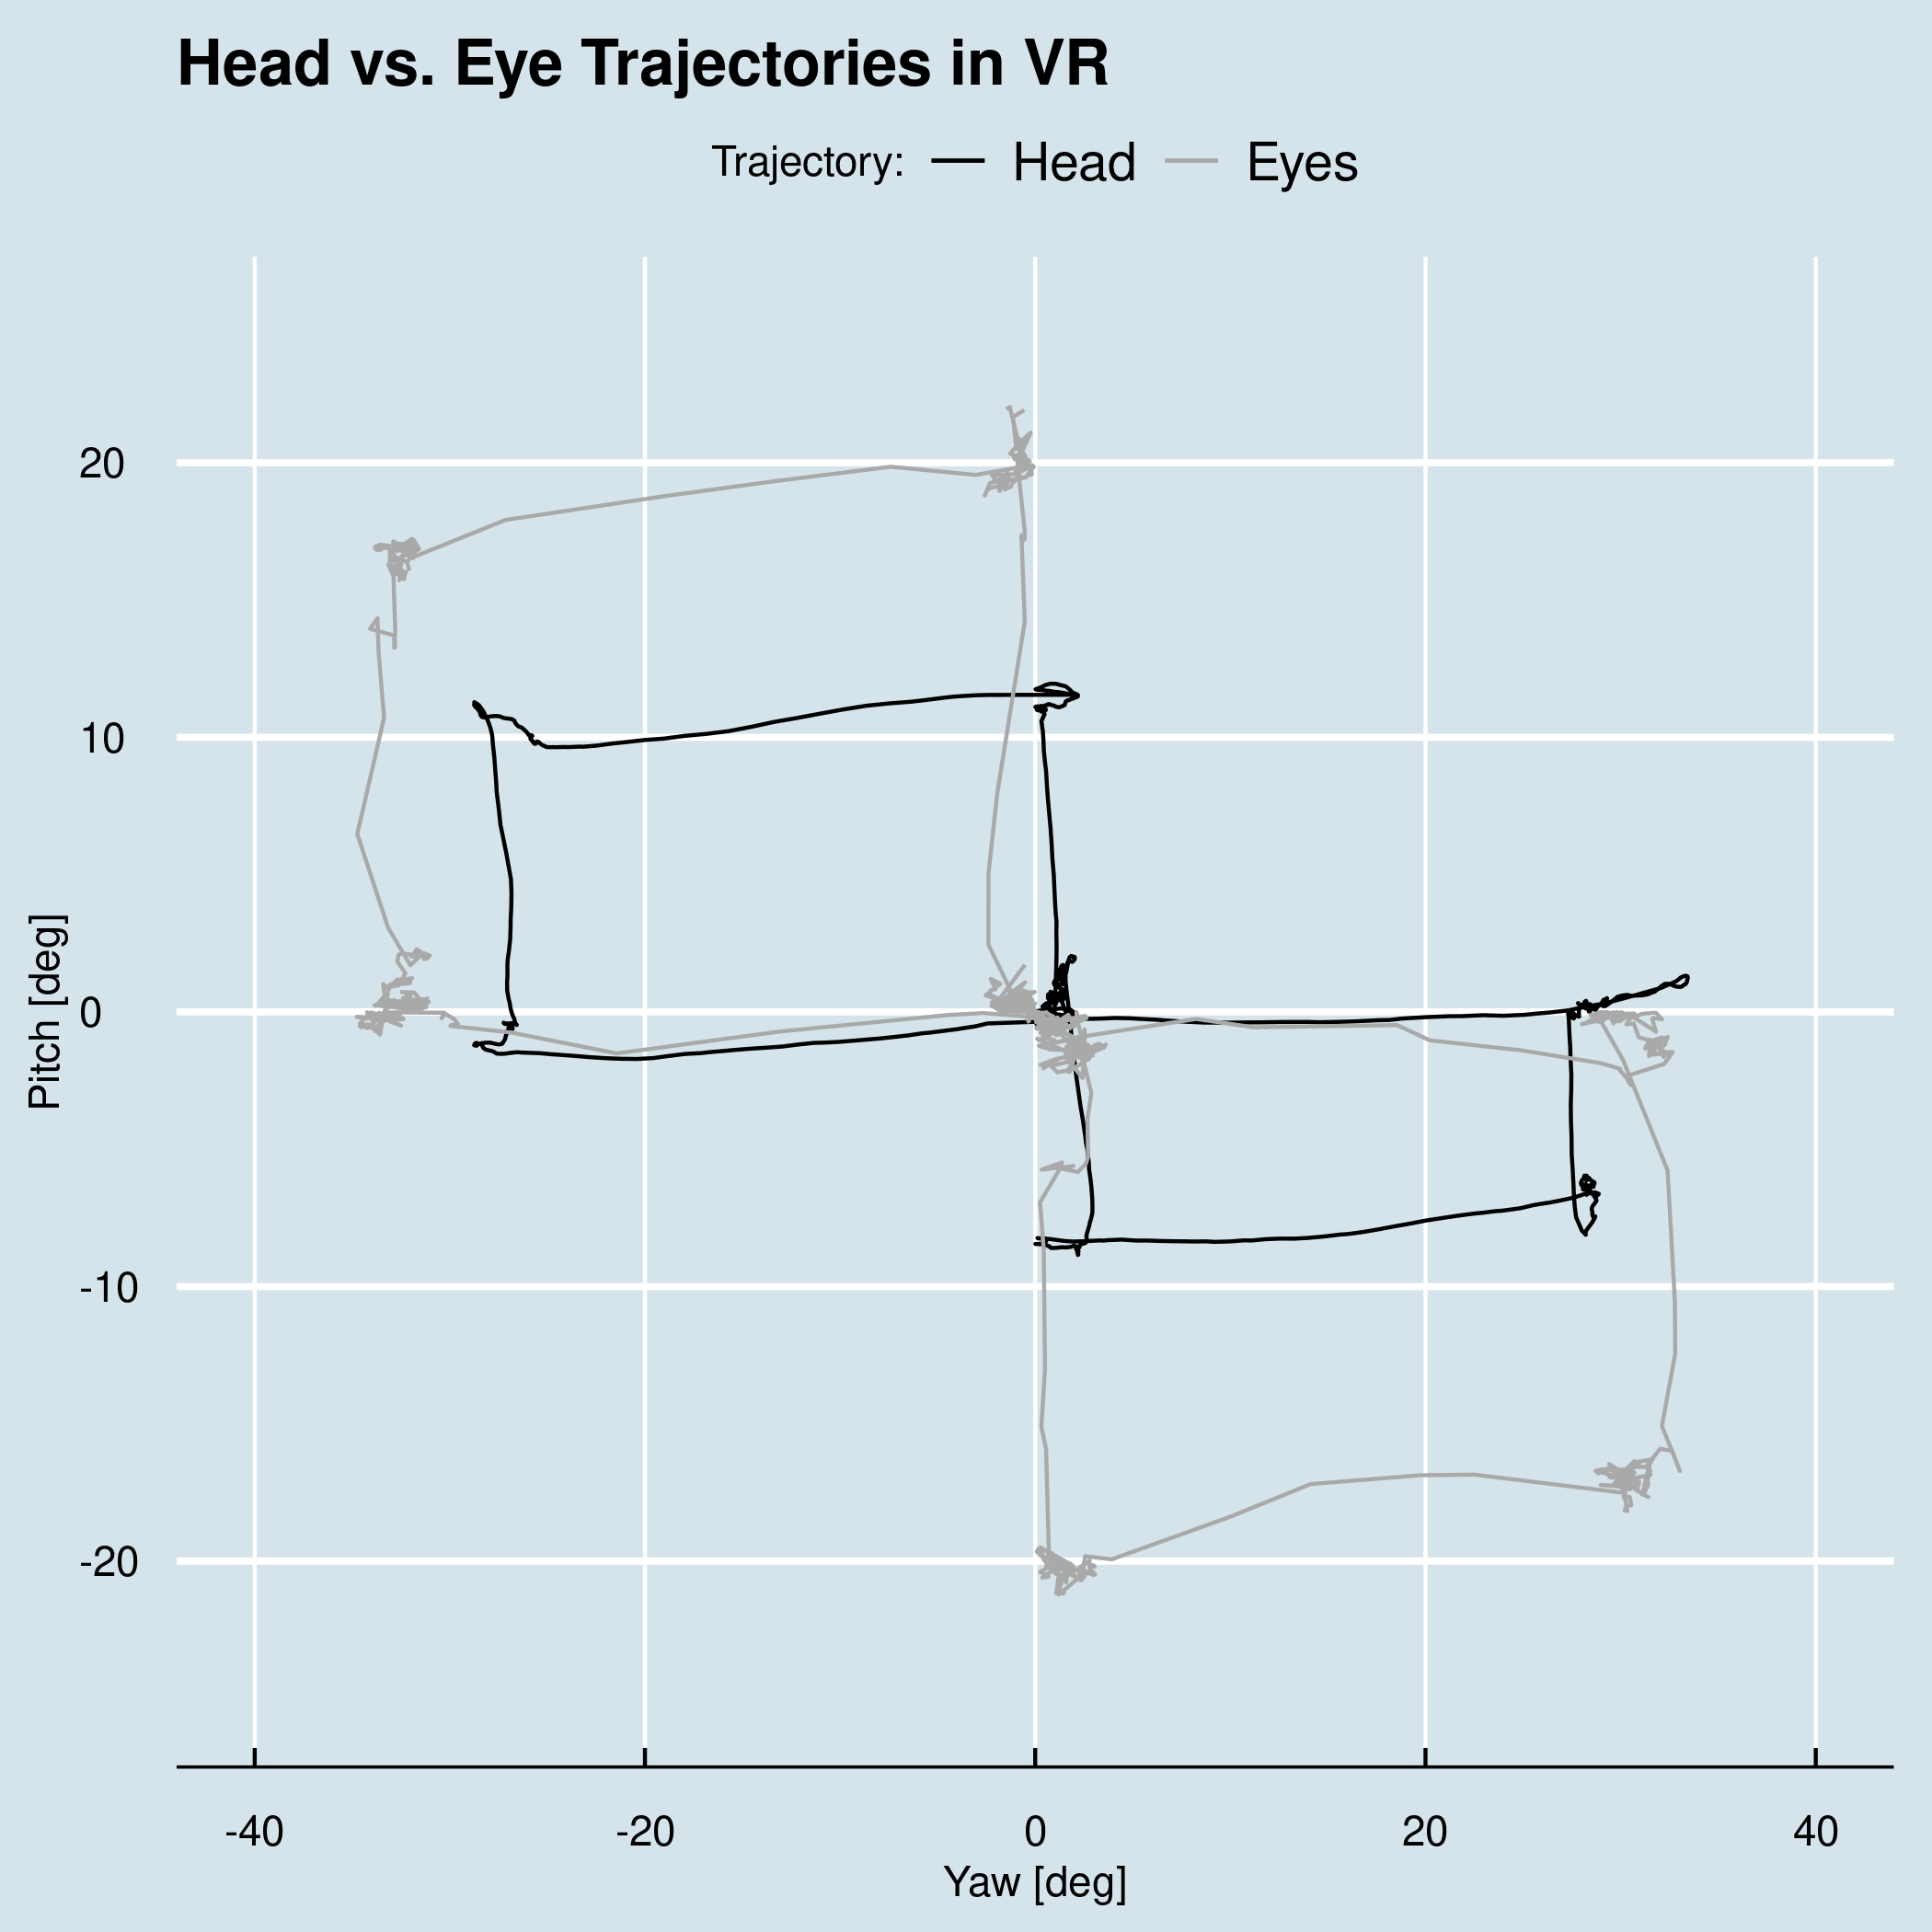 Head vs. Eye Trajectories in VR
Trajectory: Head Eyes
20
10
0
-10
-20
Pitch [deg]
-40 -20 0 20 40
Yaw [deg]